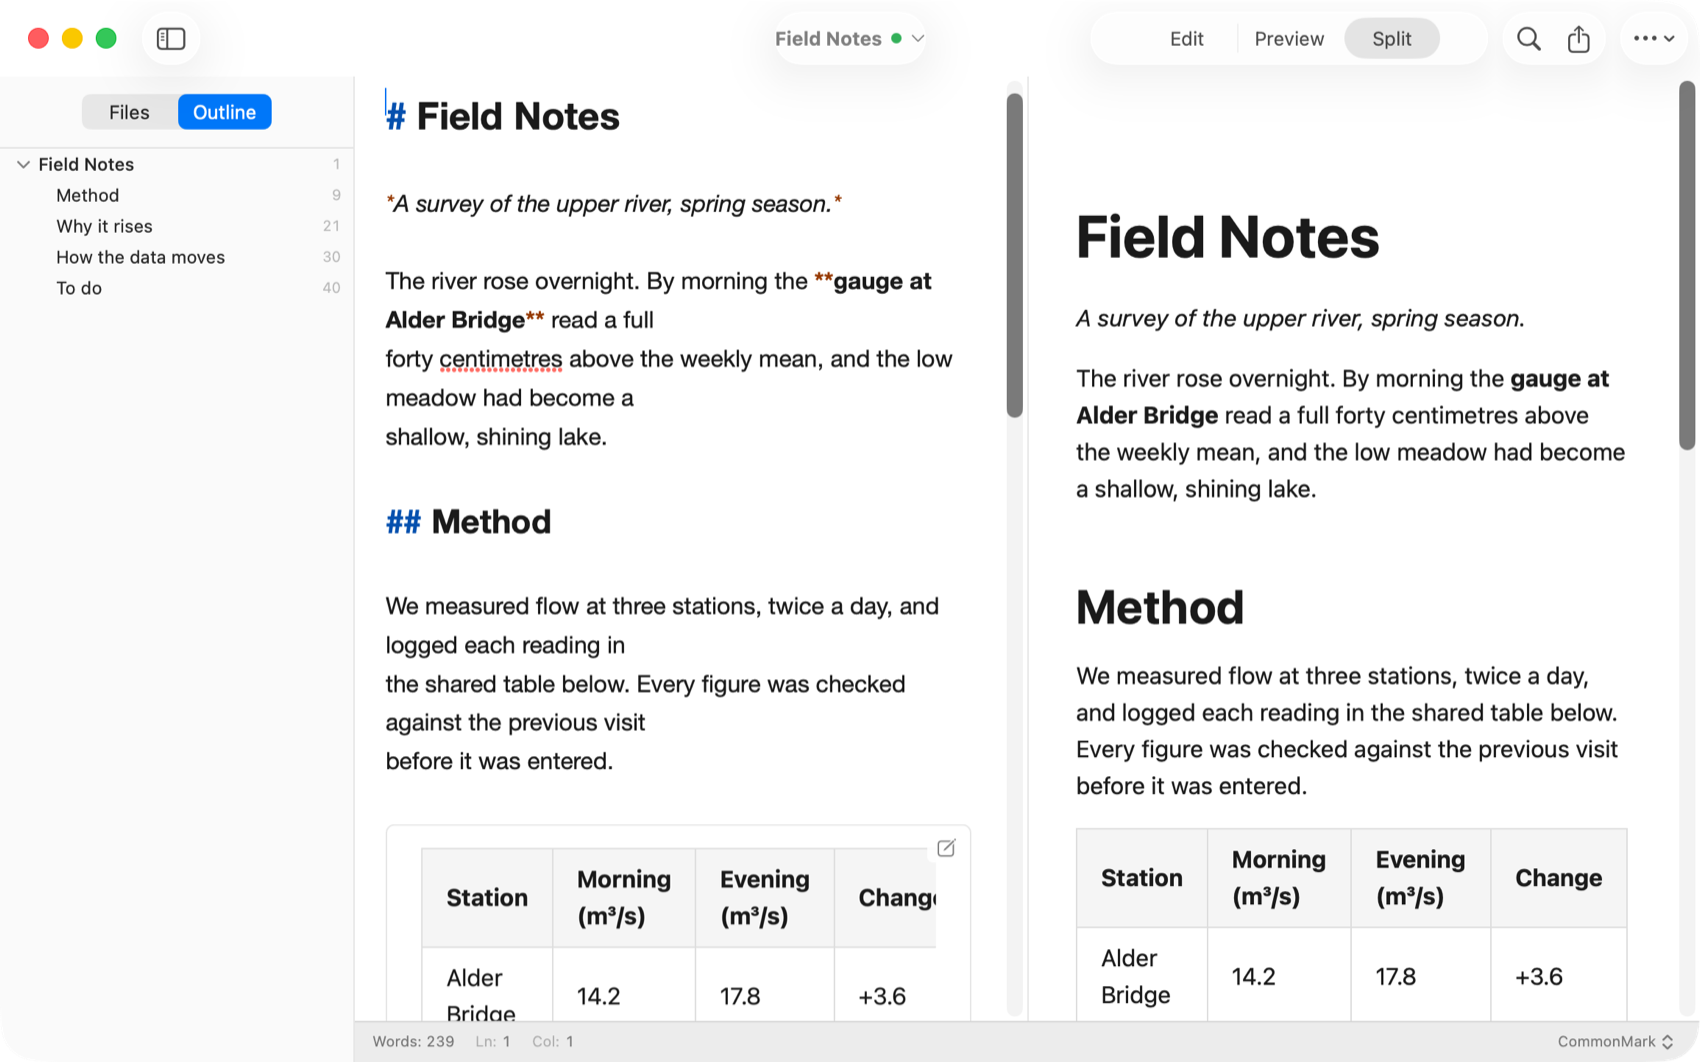 Field Notes
Edit Preview Split
Files Outline
Field Notes 1
Method 9
Why it rises 21
How the data moves 30
To do 40
# Field Notes
*A survey of the upper river, spring season.*
The river rose overnight. By morning the **gauge at
Alder Bridge** read a full
forty centimetres above the weekly mean, and the low
meadow had become a
shallow, shining lake.
## Method
We measured flow at three stations, twice a day, and
logged each reading in
the shared table below. Every figure was checked
against the previous visit
before it was entered.
Station Morning (m³/s) Evening (m³/s) Change
Alder Bridge 14.2 17.8 +3.6
Field Notes
A survey of the upper river, spring season.
The river rose overnight. By morning the gauge at
Alder Bridge read a full forty centimetres above
the weekly mean, and the low meadow had become
a shallow, shining lake.
Method
We measured flow at three stations, twice a day,
and logged each reading in the shared table below.
Every figure was checked against the previous visit
before it was entered.
Station Morning (m³/s) Evening (m³/s) Change
Alder Bridge 14.2 17.8 +3.6
Words: 239 Ln: 1 Col: 1
CommonMark